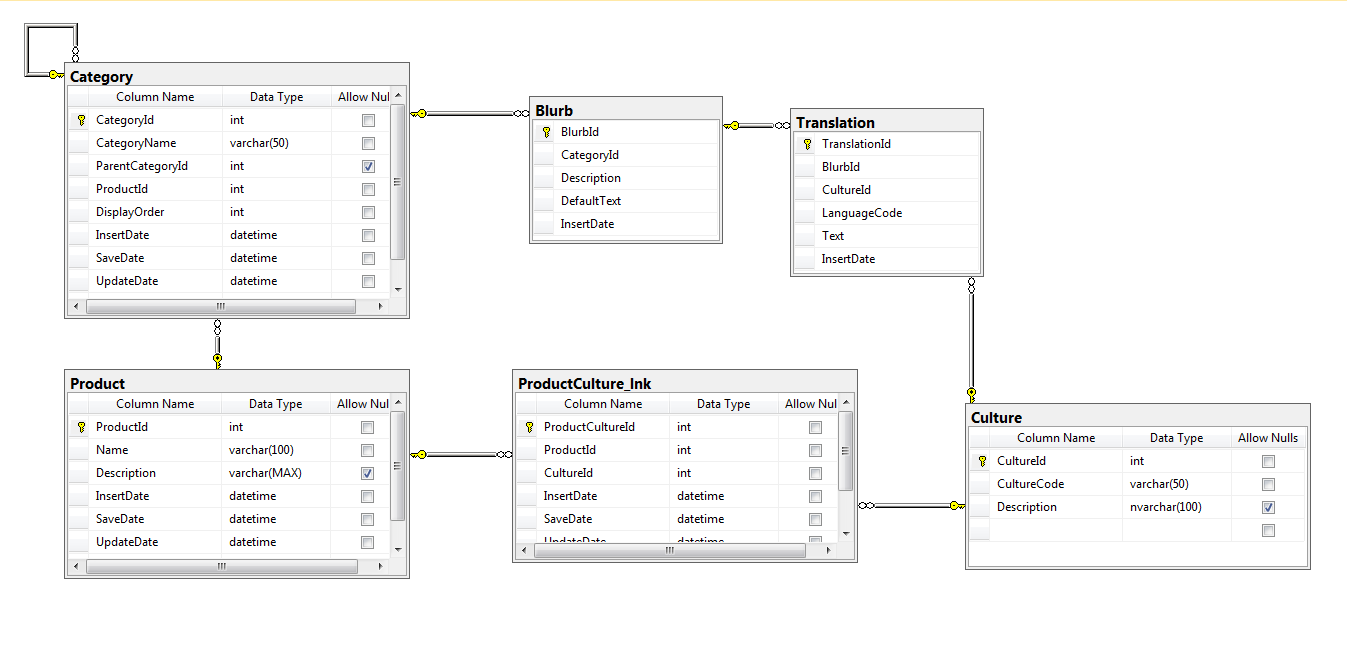 Category
Column Name Data Type Allow Nul
CategoryId int
CategoryName varchar(50)
ParentCategoryId int
ProductId int
DisplayOrder int
InsertDate datetime
SaveDate datetime
UpdateDate datetime
Blurb
BlurbId
CategoryId
Description
DefaultText
InsertDate
Translation
TranslationId
BlurbId
CultureId
LanguageCode
Text
InsertDate
Product
Column Name Data Type Allow Nul
ProductId int
Name varchar(100)
Description varchar(MAX)
InsertDate datetime
SaveDate datetime
UpdateDate datetime
ProductCulture_lnk
Column Name Data Type Allow Nul
ProductCultureId int
ProductId int
CultureId int
InsertDate datetime
SaveDate datetime
UpdateDate datetime
Culture
Column Name Data Type Allow Nulls
CultureId int
CultureCode varchar(50)
Description nvarchar(100)